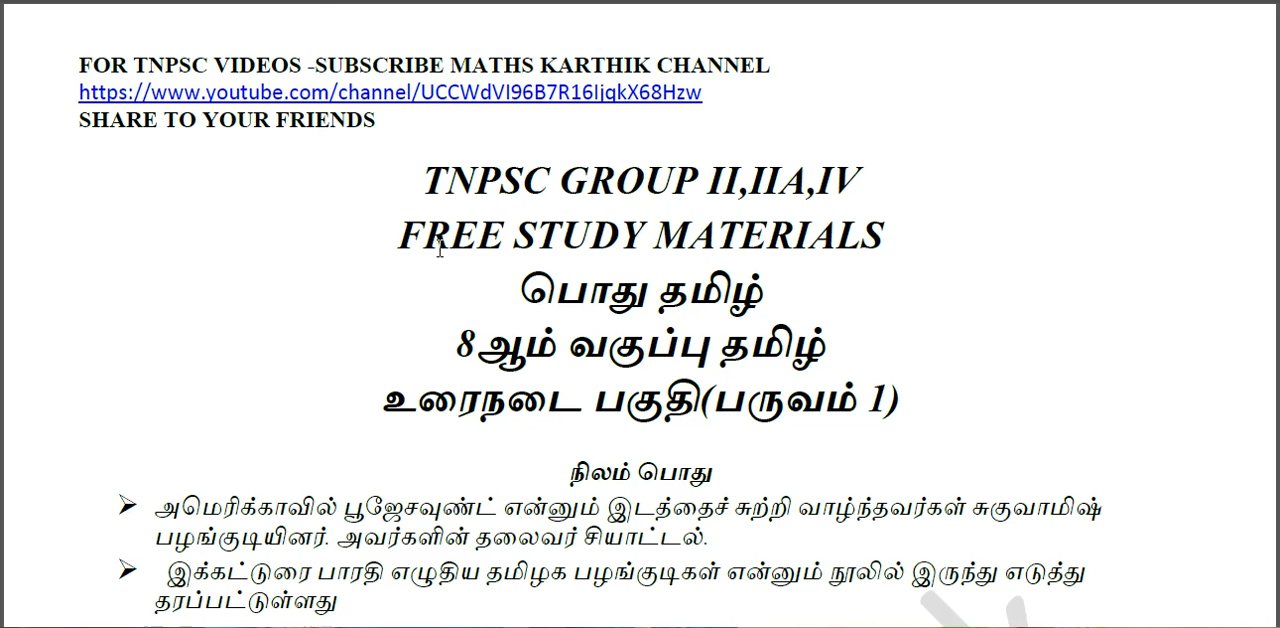 FOR TNPSC VIDEOS -SUBSCRIBE MATHS KARTHIK CHANNEL
https://www.youtube.com/channel/UCCWdVI96B7R16IjqkX68Hzw
SHARE TO YOUR FRIENDS
TNPSC GROUP II,IIA,IV
FREE STUDY MATERIALS
பொது தமிழ்
8ஆம் வகுப்பு தமிழ்
உரைநடை பகுதி(பருவம் 1)
நிலம் பொது
➢ அமெரிக்காவில் பூஜேசவுண்ட் என்னும் இடத்தைச் சுற்றி வாழ்ந்தவர்கள் சுகுவாமிஷ்
பழங்குடியினர். அவர்களின் தலைவர் சியாட்டல்.
➢ இக்கட்டுரை பாரதி எழுதிய தமிழக பழங்குடிகள் என்னும் நூலில் இருந்து எடுத்து
தரப்பட்டுள்ளது